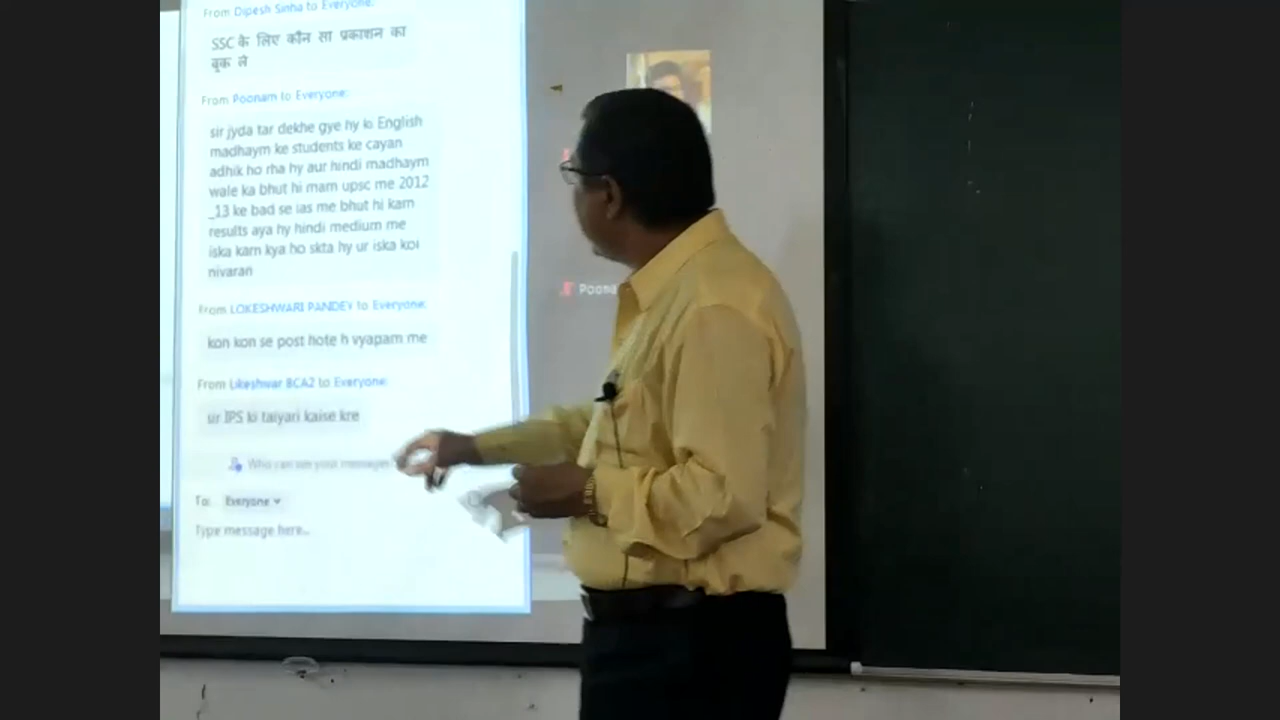 From Dipesh Sinha to Everyone:
SSC के लिए कौन सा प्रकाशन का
बुक ले
From Poonam to Everyone:
sir jyda tar dekhe gye hy ki English
madhaym ke students ke cayan
adhik ho rha hy aur hindi madhaym
wale ka bhut hi mam upsc me 2012
_13 ke bad se ias me bhut hi kam
results aya hy hindi medium me
iska kam kya ho skta hy ur iska koi
nivaran
From LOKESHWARI PANDEY to Everyone:
kon kon se post hote h vyapam me
From Likeshwar BCA2 to Everyone:
sir IPS ki taiyari kaise kre
Who can see your messages
To: Everyone
Type message here...
Poona